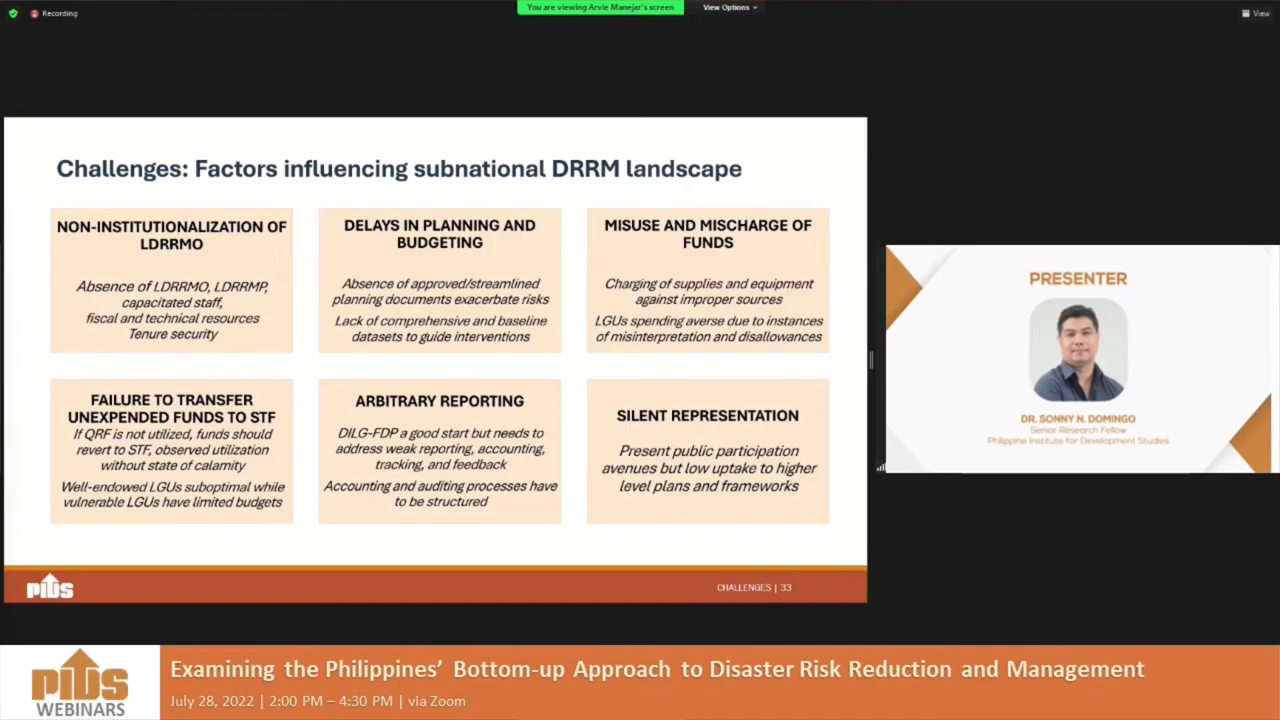 Recording
You are viewing Arvie Manejar's screen
View Options
View
Challenges: Factors influencing subnational DRRM landscape
NON-INSTITUTIONALIZATION OF
LDRRMO
Absence of LDRRMO, LDRRMP,
capacitated staff,
fiscal and technical resources
Tenure security
DELAYS IN PLANNING AND
BUDGETING
Absence of approved/streamlined
planning documents exacerbate risks
Lack of comprehensive and baseline
datasets to guide interventions
MISUSE AND MISCHARGE OF
FUNDS
Charging of supplies and equipment
against improper sources
LGUs spending averse due to instances
of misinterpretation and disallowances
FAILURE TO TRANSFER
UNEXPENDED FUNDS TO STF
If QRF is not utilized, funds should
revert to STF, observed utilization
without state of calamity
Well-endowed LGUs suboptimal while
vulnerable LGUs have limited budgets
ARBITRARY REPORTING
DILG-FDP a good start but needs to
address weak reporting, accounting,
tracking, and feedback
Accounting and auditing processes have
to be structured
SILENT REPRESENTATION
Present public participation
avenues but low uptake to higher
level plans and frameworks
pids
CHALLENGES | 33
PRESENTER
DR. SONNY N. DOMINGO
Senior Research Fellow
Philippine Institute for Development Studies
pids
WEBINARS
Examining the Philippines' Bottom-up Approach to Disaster Risk Reduction and Management
July 28, 2022 | 2:00 PM – 4:30 PM | via Zoom